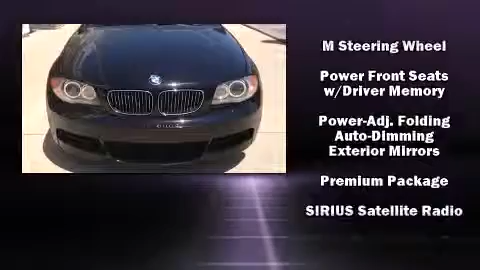 M Steering Wheel
Power Front Seats
w/Driver Memory
Power-Adj. Folding
Auto-Dimming
Exterior Mirrors
Premium Package
SIRIUS Satellite Radio